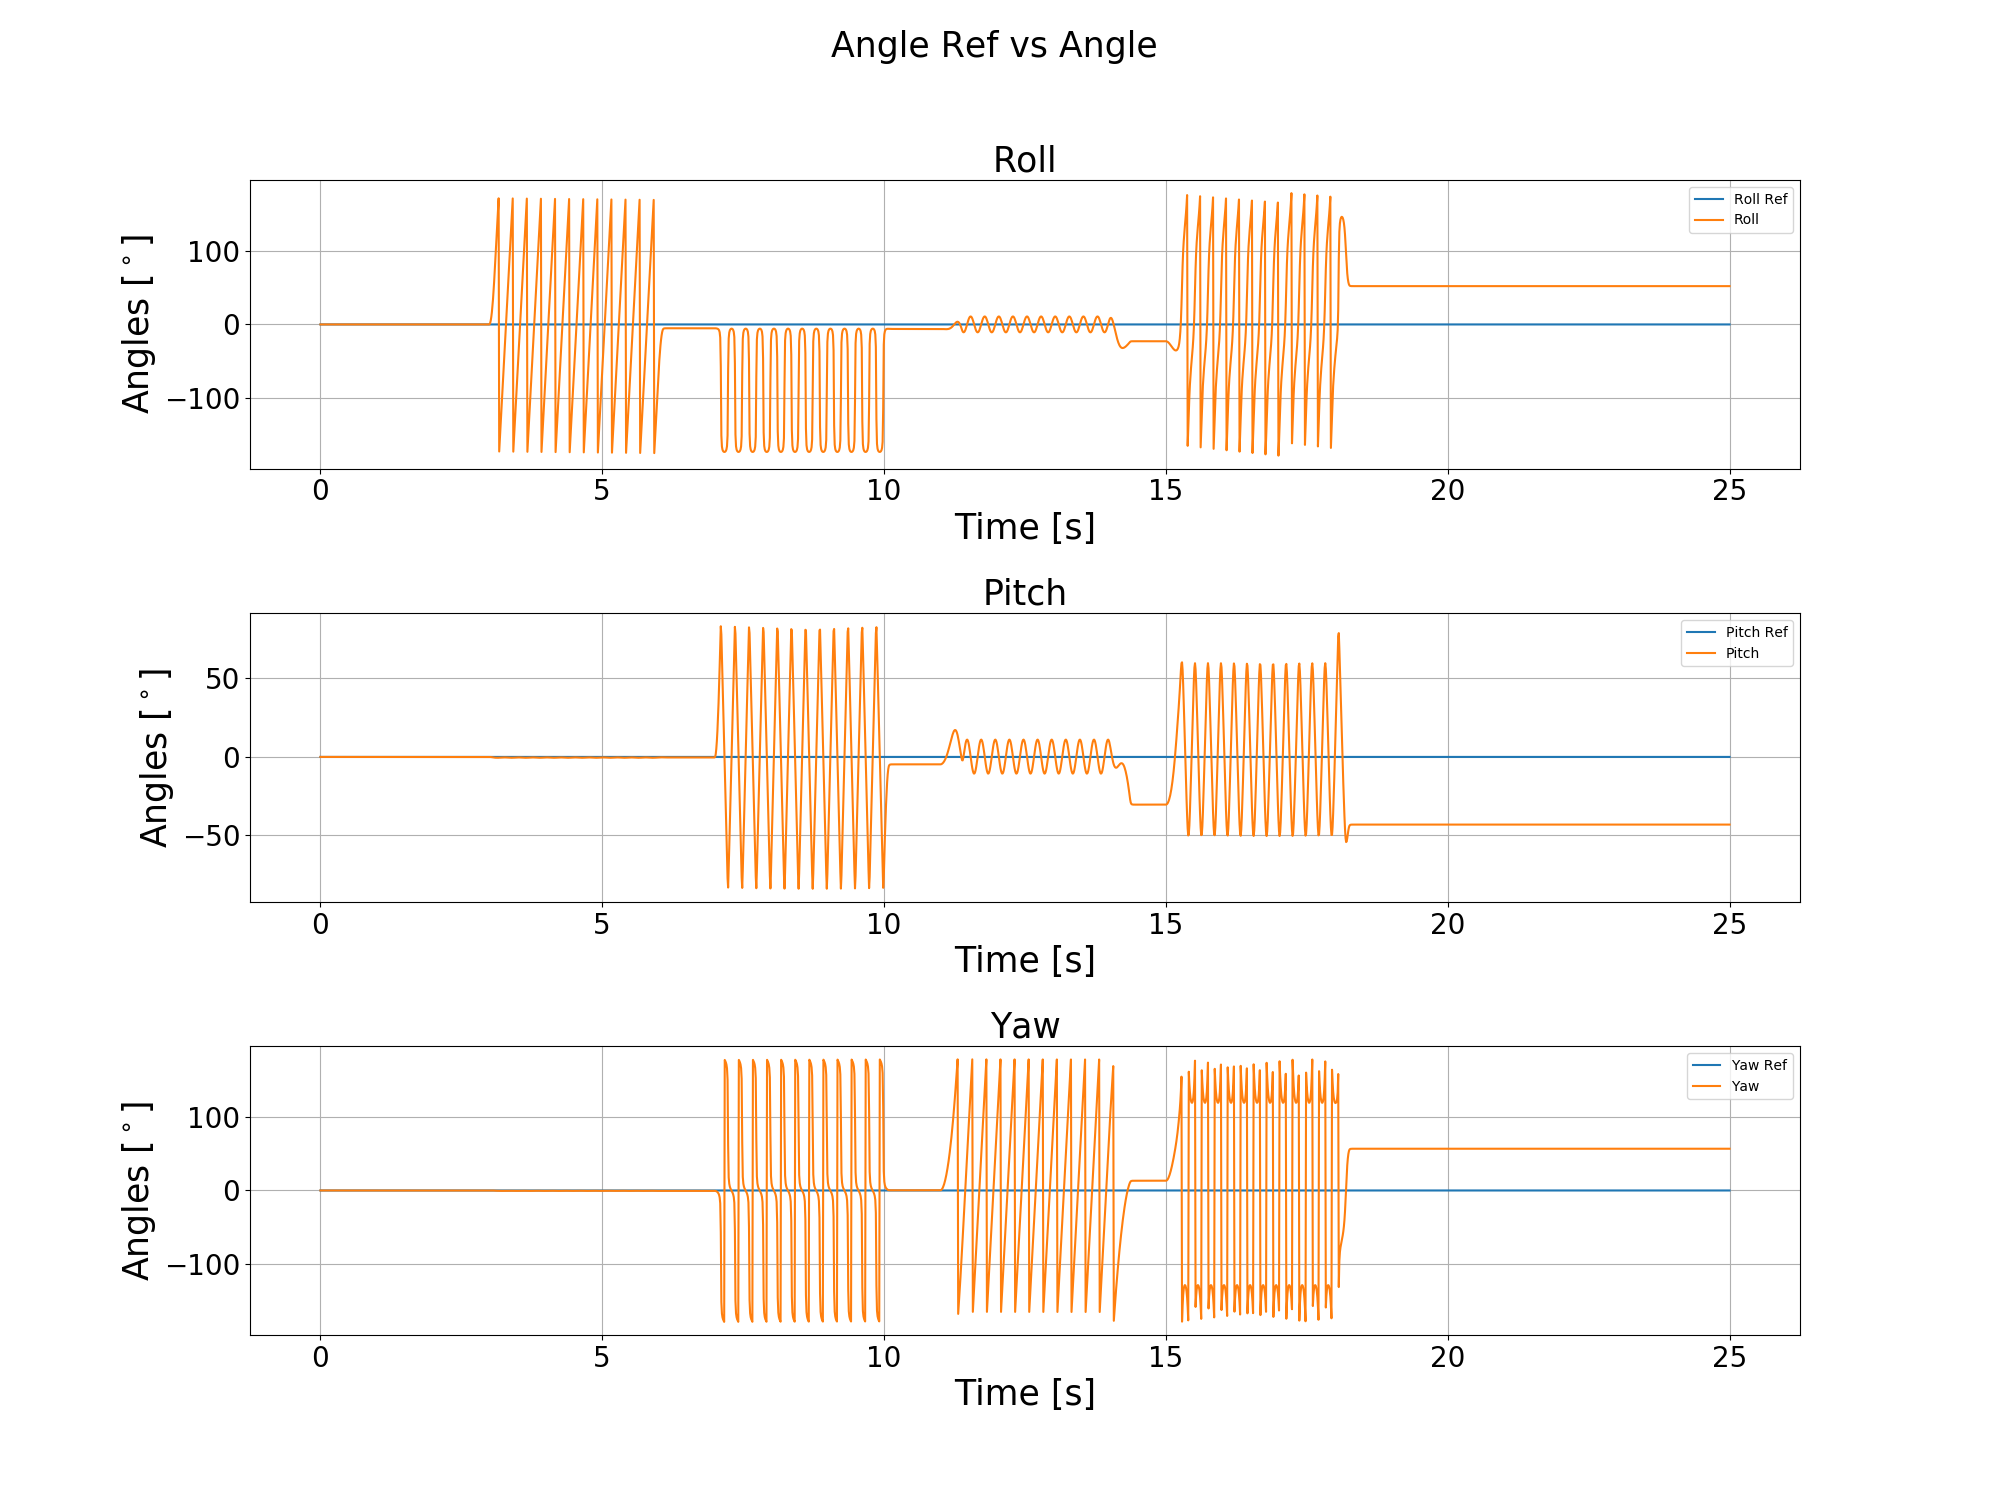 Angle Ref vs Angle
Roll
Angles [°]
100
0
−100
Roll Ref
Roll
0 5 10 15 20 25
Time [s]
Pitch
Angles [°]
50
0
−50
Pitch Ref
Pitch
0 5 10 15 20 25
Time [s]
Yaw
Angles [°]
100
0
−100
Yaw Ref
Yaw
0 5 10 15 20 25
Time [s]